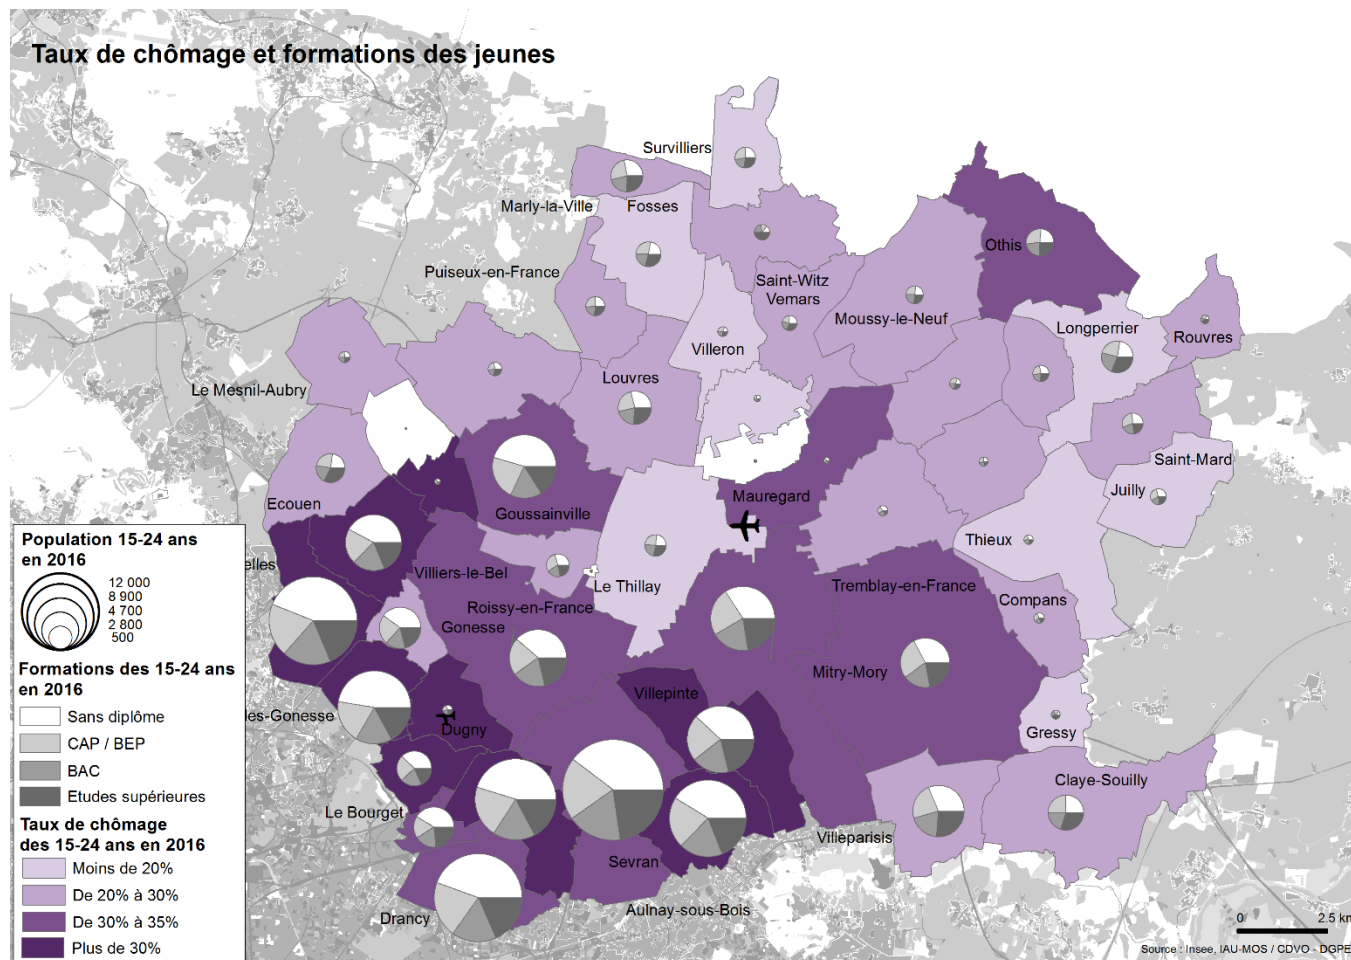 Taux de chômage et formations des jeunes
Survilliers
Marly-la-Ville
Fosses
Puiseux-en-France
Othis
Saint-Witz
Vemars
Moussy-le-Neuf
Longperrier
Rouvres
Villeron
Le Mesnil-Aubry
Louvres
Saint-Mard
Juilly
Ecouen
Goussainville
Mauregard
Thieux
elles
Villiers-le-Bel
Le Thillay
Tremblay-en-France
Compans
Roissy-en-France
Gonesse
Mitry-Mory
Villepinte
les-Gonesse
Dugny
Gressy
Claye-Souilly
Le Bourget
Villeparisis
Sevran
Drancy
Aulnay-sous-Bois
Population 15-24 ans
en 2016
12 000
8 900
4 700
2 800
500
Formations des 15-24 ans
en 2016
Sans diplôme
CAP / BEP
BAC
Etudes supérieures
Taux de chômage
des 15-24 ans en 2016
Moins de 20%
De 20% à 30%
De 30% à 35%
Plus de 30%
0 2.5 km
Source : Insee, IAU-MOS / CDVO - DGPE